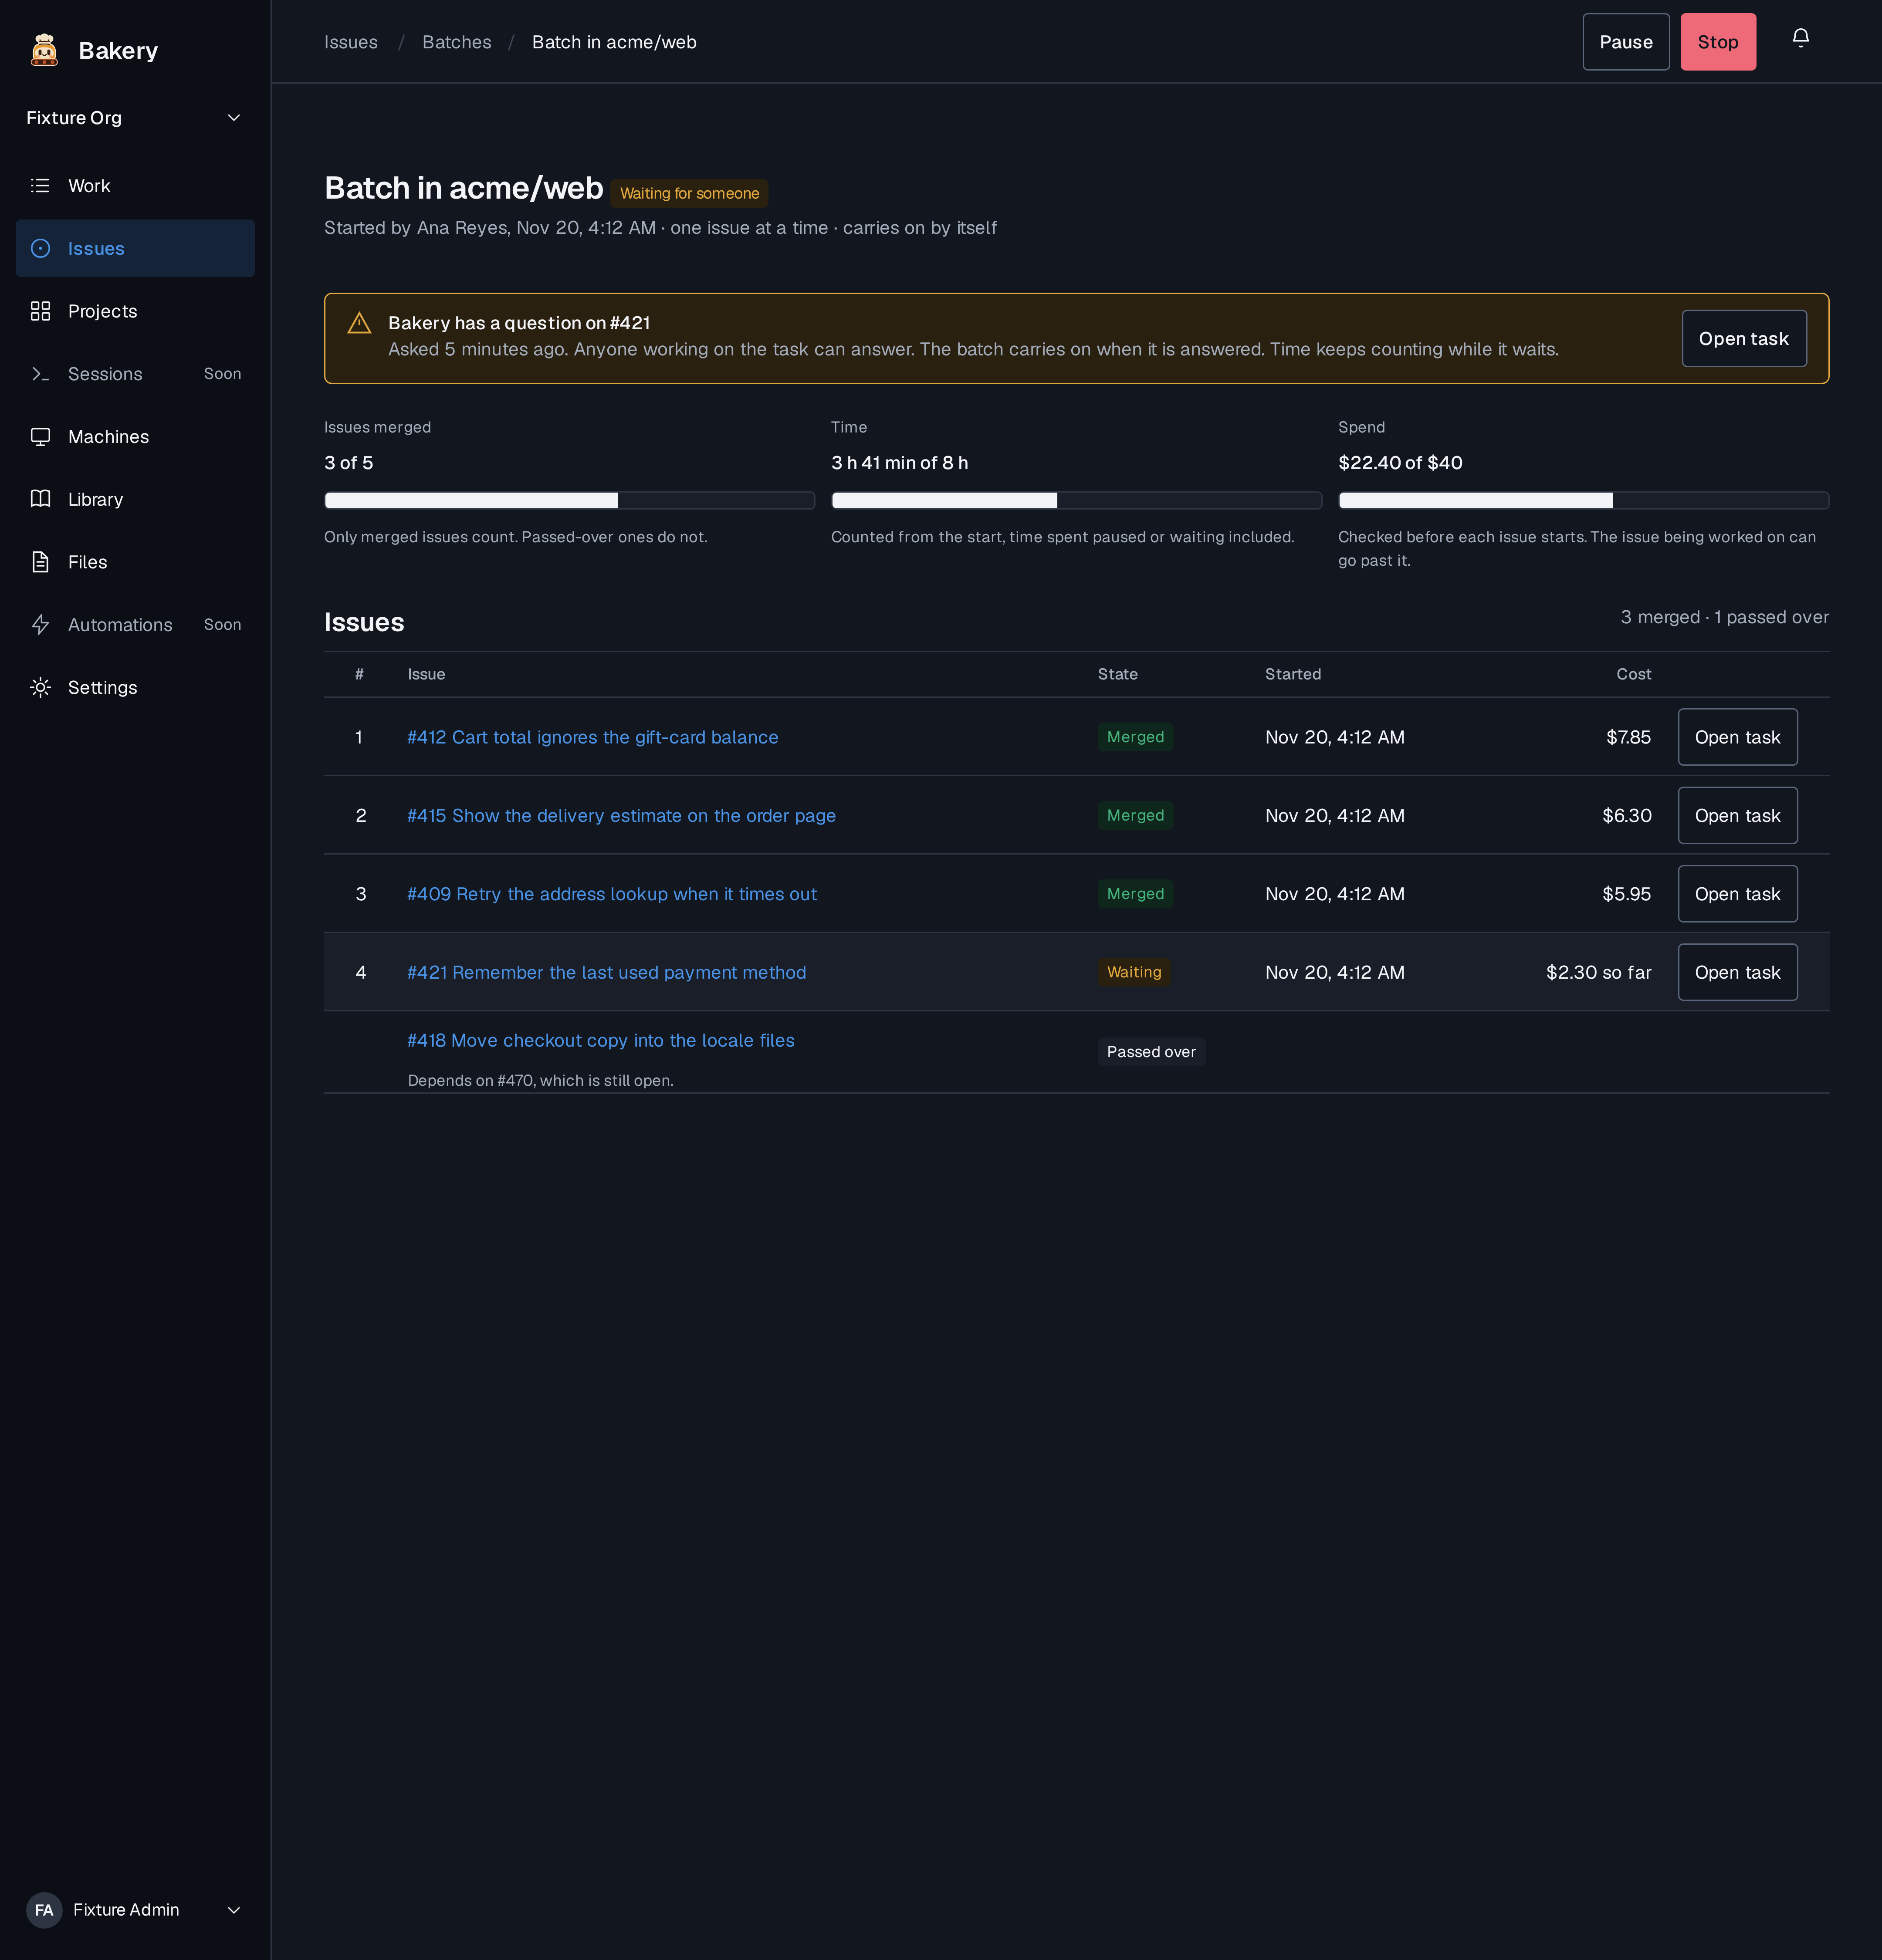 Bakery
Fixture Org
Work
Issues
Projects
Sessions Soon
Machines
Library
Files
Automations Soon
Settings
FA Fixture Admin
Issues / Batches / Batch in acme/web
Pause Stop
Batch in acme/web Waiting for someone
Started by Ana Reyes, Nov 20, 4:12 AM · one issue at a time · carries on by itself
Bakery has a question on #421
Asked 5 minutes ago. Anyone working on the task can answer. The batch carries on when it is answered. Time keeps counting while it waits.
Open task
Issues merged
3 of 5
Only merged issues count. Passed-over ones do not.
Time
3 h 41 min of 8 h
Counted from the start, time spent paused or waiting included.
Spend
$22.40 of $40
Checked before each issue starts. The issue being worked on can
go past it.
Issues 3 merged · 1 passed over
# Issue State Started Cost
1 #412 Cart total ignores the gift-card balance Merged Nov 20, 4:12 AM $7.85 Open task
2 #415 Show the delivery estimate on the order page Merged Nov 20, 4:12 AM $6.30 Open task
3 #409 Retry the address lookup when it times out Merged Nov 20, 4:12 AM $5.95 Open task
4 #421 Remember the last used payment method Waiting Nov 20, 4:12 AM $2.30 so far Open task
#418 Move checkout copy into the locale files Passed over
Depends on #470, which is still open.